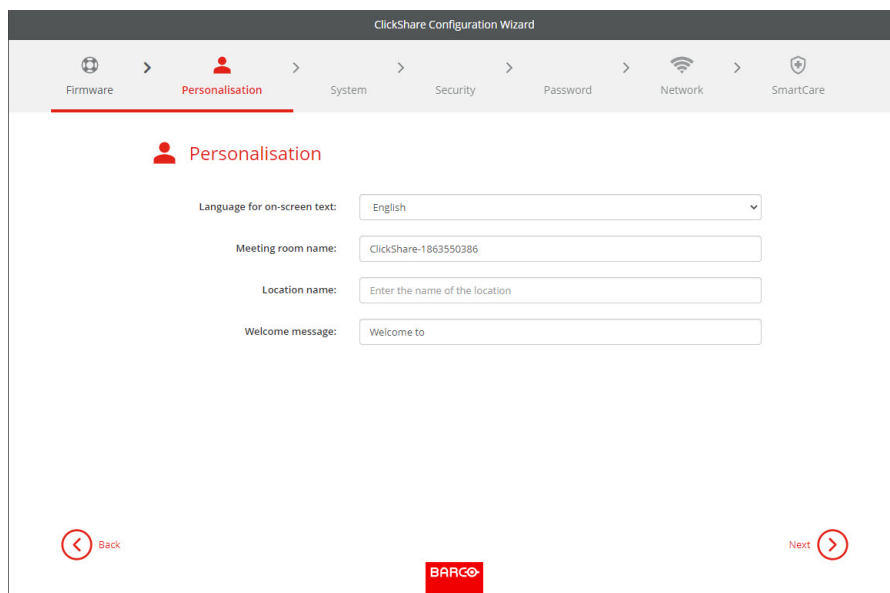 ClickShare Configuration Wizard
Firmware Personalisation System Security Password Network SmartCare
Personalisation
Language for on-screen text: English
Meeting room name: ClickShare-1863550386
Location name: Enter the name of the location
Welcome message: Welcome to
Back Next
BARCO